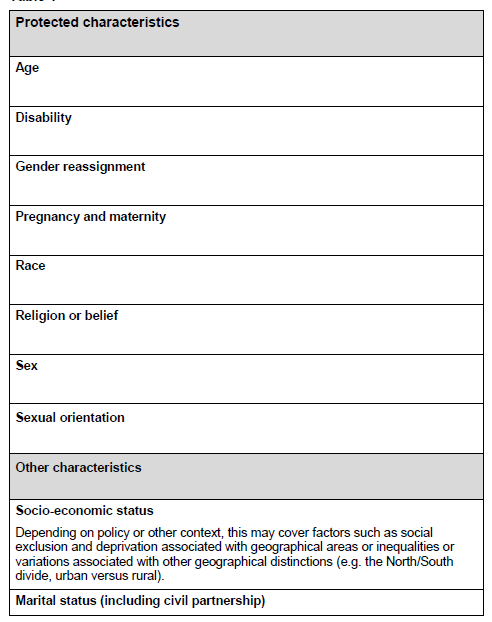 Protected characteristics
Age
Disability
Gender reassignment
Pregnancy and maternity
Race
Religion or belief
Sex
Sexual orientation
Other characteristics
Socio-economic status
Depending on policy or other context, this may cover factors such as social
exclusion and deprivation associated with geographical areas or inequalities or
variations associated with other geographical distinctions (e.g. the North/South
divide, urban versus rural).
Marital status (including civil partnership)